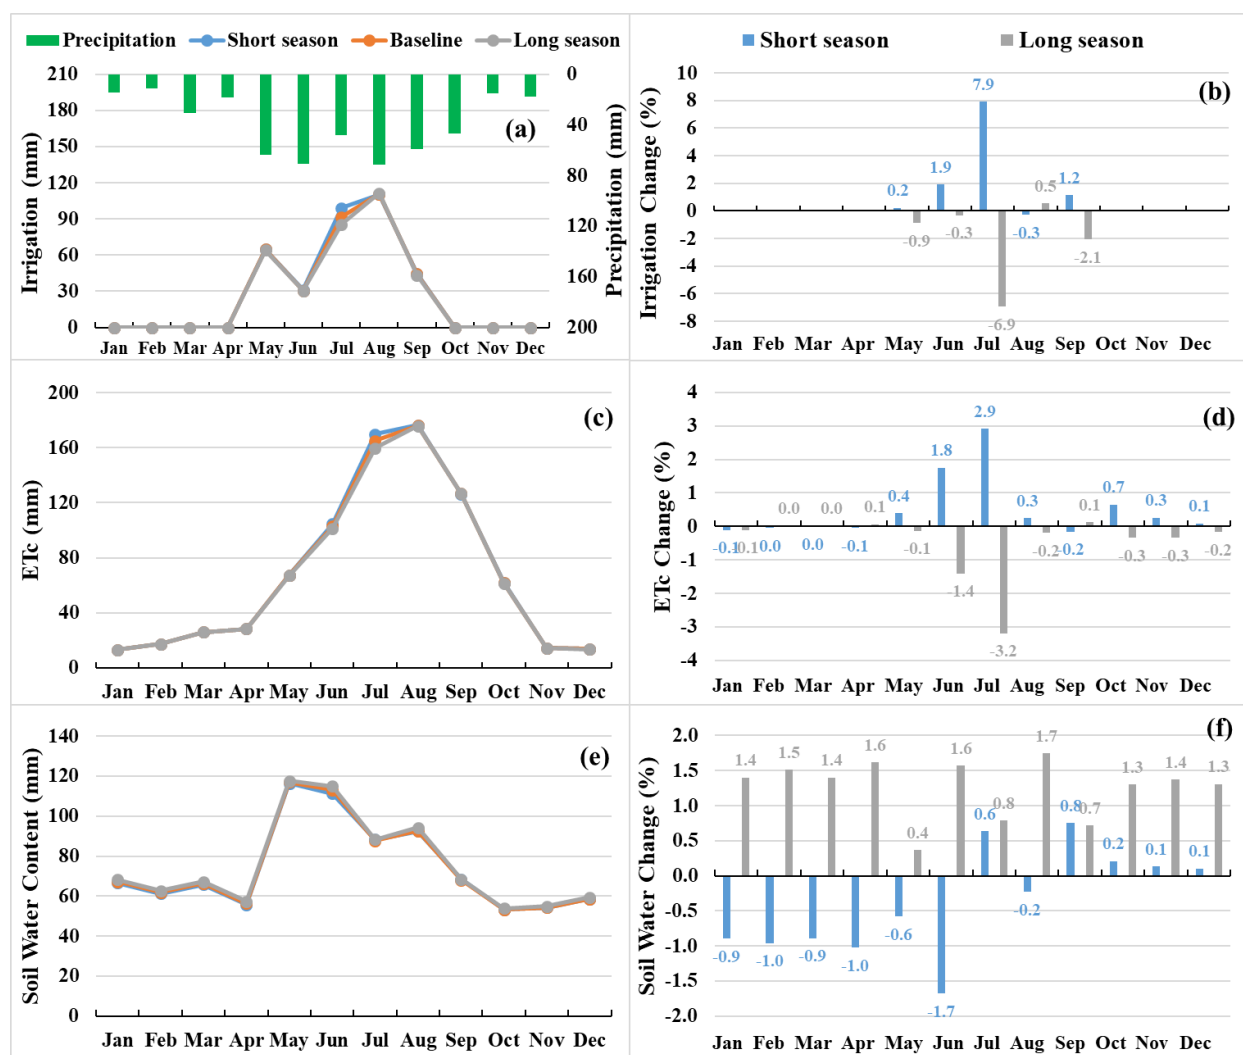 Precipitation Short season Baseline Long season
210 0
180
150 40
120 80
90 120
60 160
30
0 200
(a)
Irrigation (mm)
Precipitation (mm)
Jan Feb Mar Apr May Jun Jul Aug Sep Oct Nov Dec
Short season Long season
10
8
6
4
2
0
-2
-4
-6
-8
(b)
Irrigation Change (%)
0.2 1.9 7.9 -0.3 1.2
-0.9 -0.3 -6.9 0.5 -2.1
Jan Feb Mar Apr May Jun Jul Aug Sep Oct Nov Dec
200
160
120
80
40
0
(c)
ETc (mm)
Jan Feb Mar Apr May Jun Jul Aug Sep Oct Nov Dec
4
3
2
1
0
-1
-2
-3
-4
(d)
ETc Change (%)
-0.1 0.0 0.0 -0.1 0.4 1.8 2.9 0.3 -0.2 0.7 0.3 0.1
-0.1 0.0 0.0 0.1 -0.1 -1.4 -3.2 -0.2 0.1 -0.3 -0.3 -0.2
Jan Feb Mar Apr May Jun Jul Aug Sep Oct Nov Dec
140
120
100
80
60
40
20
0
(e)
Soil Water Content (mm)
Jan Feb Mar Apr May Jun Jul Aug Sep Oct Nov Dec
2.0
1.5
1.0
0.5
0.0
-0.5
-1.0
-1.5
-2.0
(f)
Soil Water Change (%)
-0.9 -1.0 -0.9 -1.0 -0.6 -1.7 0.6 -0.2 0.8 0.2 0.1 0.1
1.4 1.5 1.4 1.6 0.4 1.6 0.8 1.7 0.7 1.3 1.4 1.3
Jan Feb Mar Apr May Jun Jul Aug Sep Oct Nov Dec